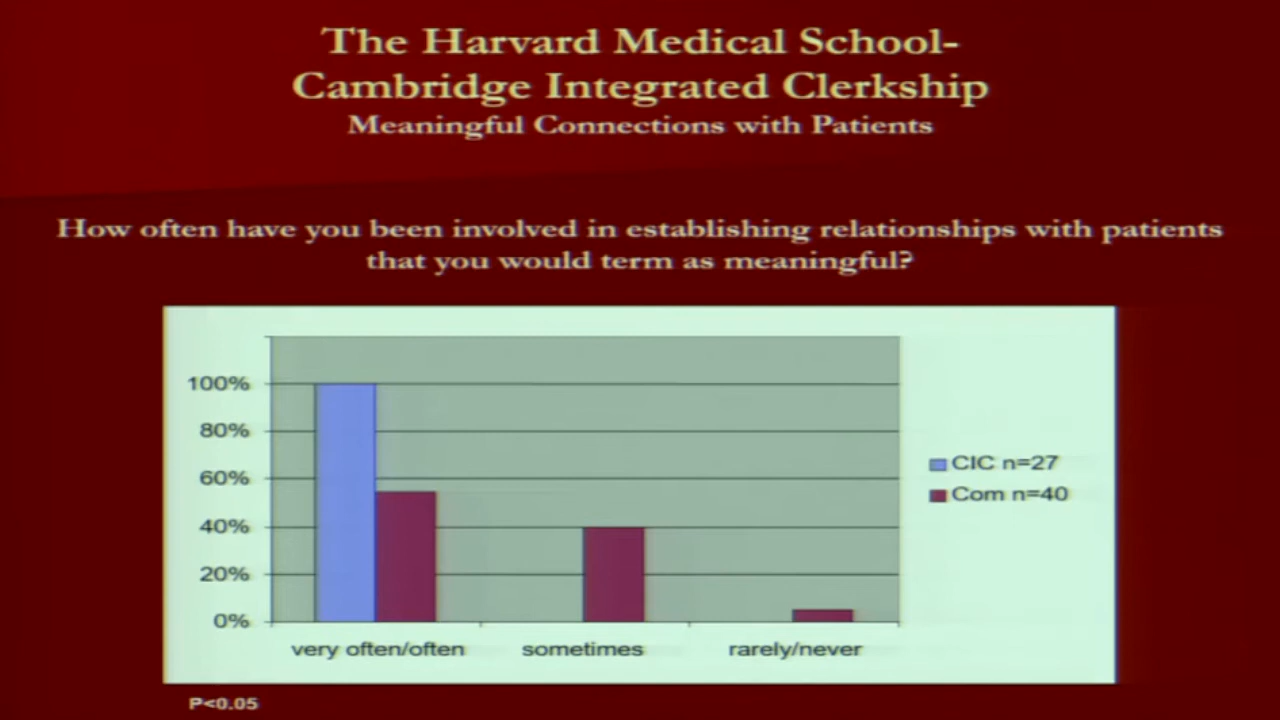 The Harvard Medical School-
Cambridge Integrated Clerkship
Meaningful Connections with Patients
How often have you been involved in establishing relationships with patients
that you would term as meaningful?
100%
80%
60%
40%
20%
0%
very often/often sometimes rarely/never
CIC n=27
Com n=40
P<0.05